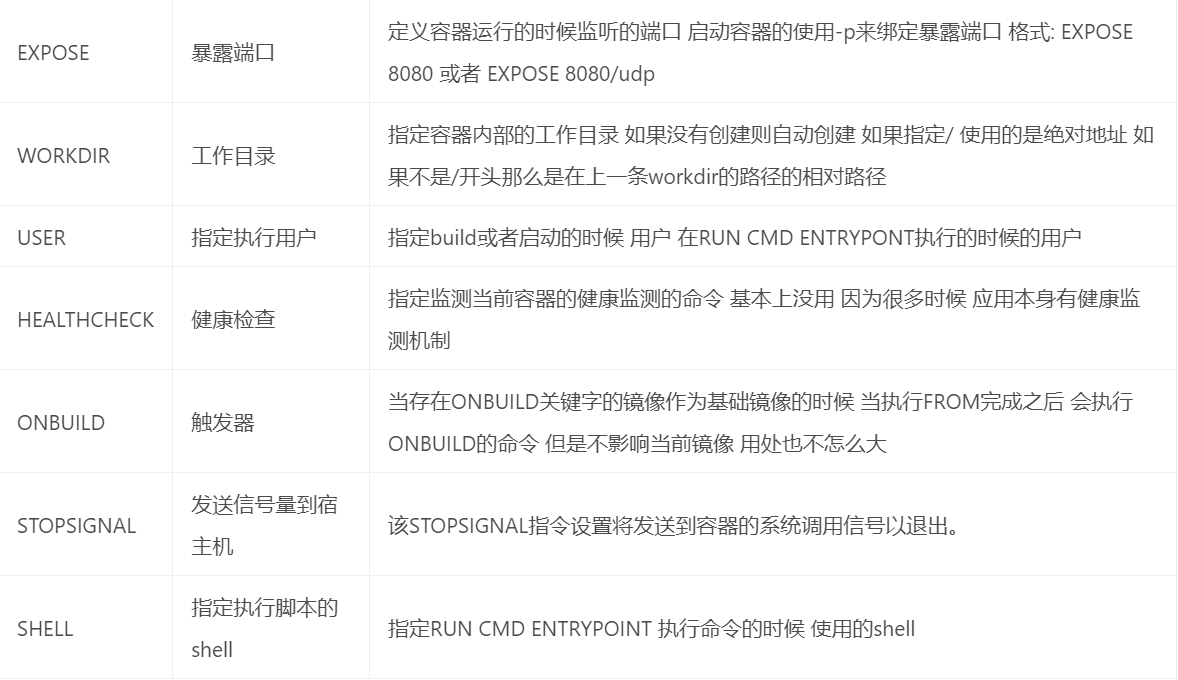 EXPOSE
暴露端口
定义容器运行的时候监听的端口 启动容器的使用-p来绑定暴露端口 格式: EXPOSE
8080 或者 EXPOSE 8080/udp
WORKDIR
工作目录
指定容器内部的工作目录 如果没有创建则自动创建 如果指定/ 使用的是绝对地址 如
果不是/开头那么是在上一条workdir的路径的相对路径
USER
指定执行用户
指定build或者启动的时候 用户 在RUN CMD ENTRYPONT执行的时候的用户
HEALTHCHECK
健康检查
指定监测当前容器的健康监测的命令 基本上没用 因为很多时候 应用本身有健康监
测机制
ONBUILD
触发器
当存在ONBUILD关键字的镜像作为基础镜像的时候 当执行FROM完成之后 会执行
ONBUILD的命令 但是不影响当前镜像 用处也不怎么大
STOPSIGNAL
发送信号量到宿
主机
该STOPSIGNAL指令设置将发送到容器的系统调用信号以退出。
SHELL
指定执行脚本的
shell
指定RUN CMD ENTRYPOINT 执行命令的时候 使用的shell